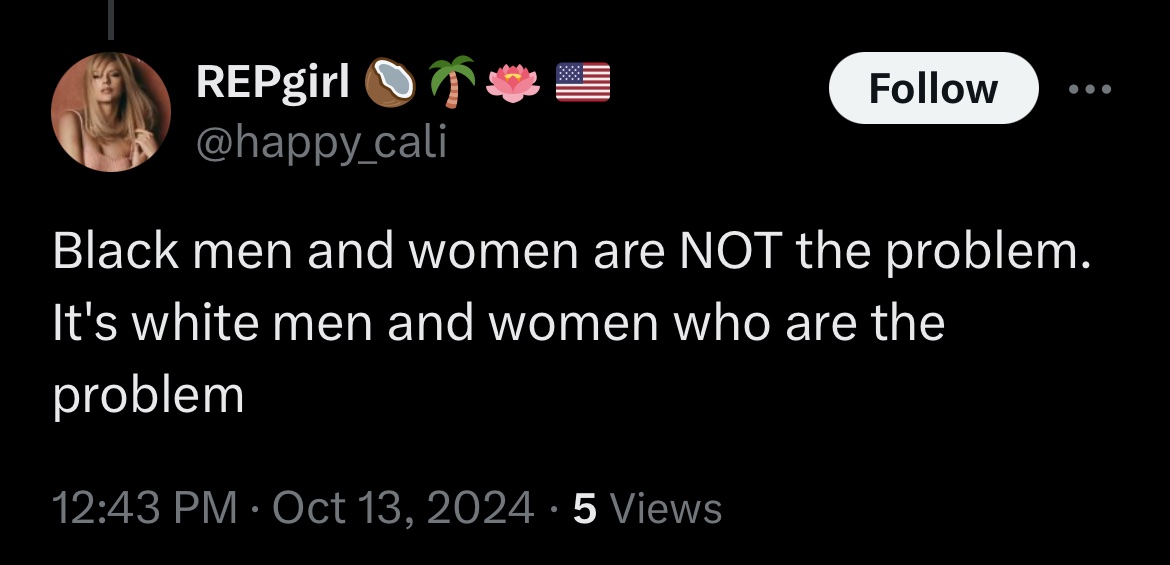 REPgirl 🥥🌴🪷🇺🇸
Follow
@happy_cali
Black men and women are NOT the problem.
It's white men and women who are the
problem
12:43 PM · Oct 13, 2024 · 5 Views